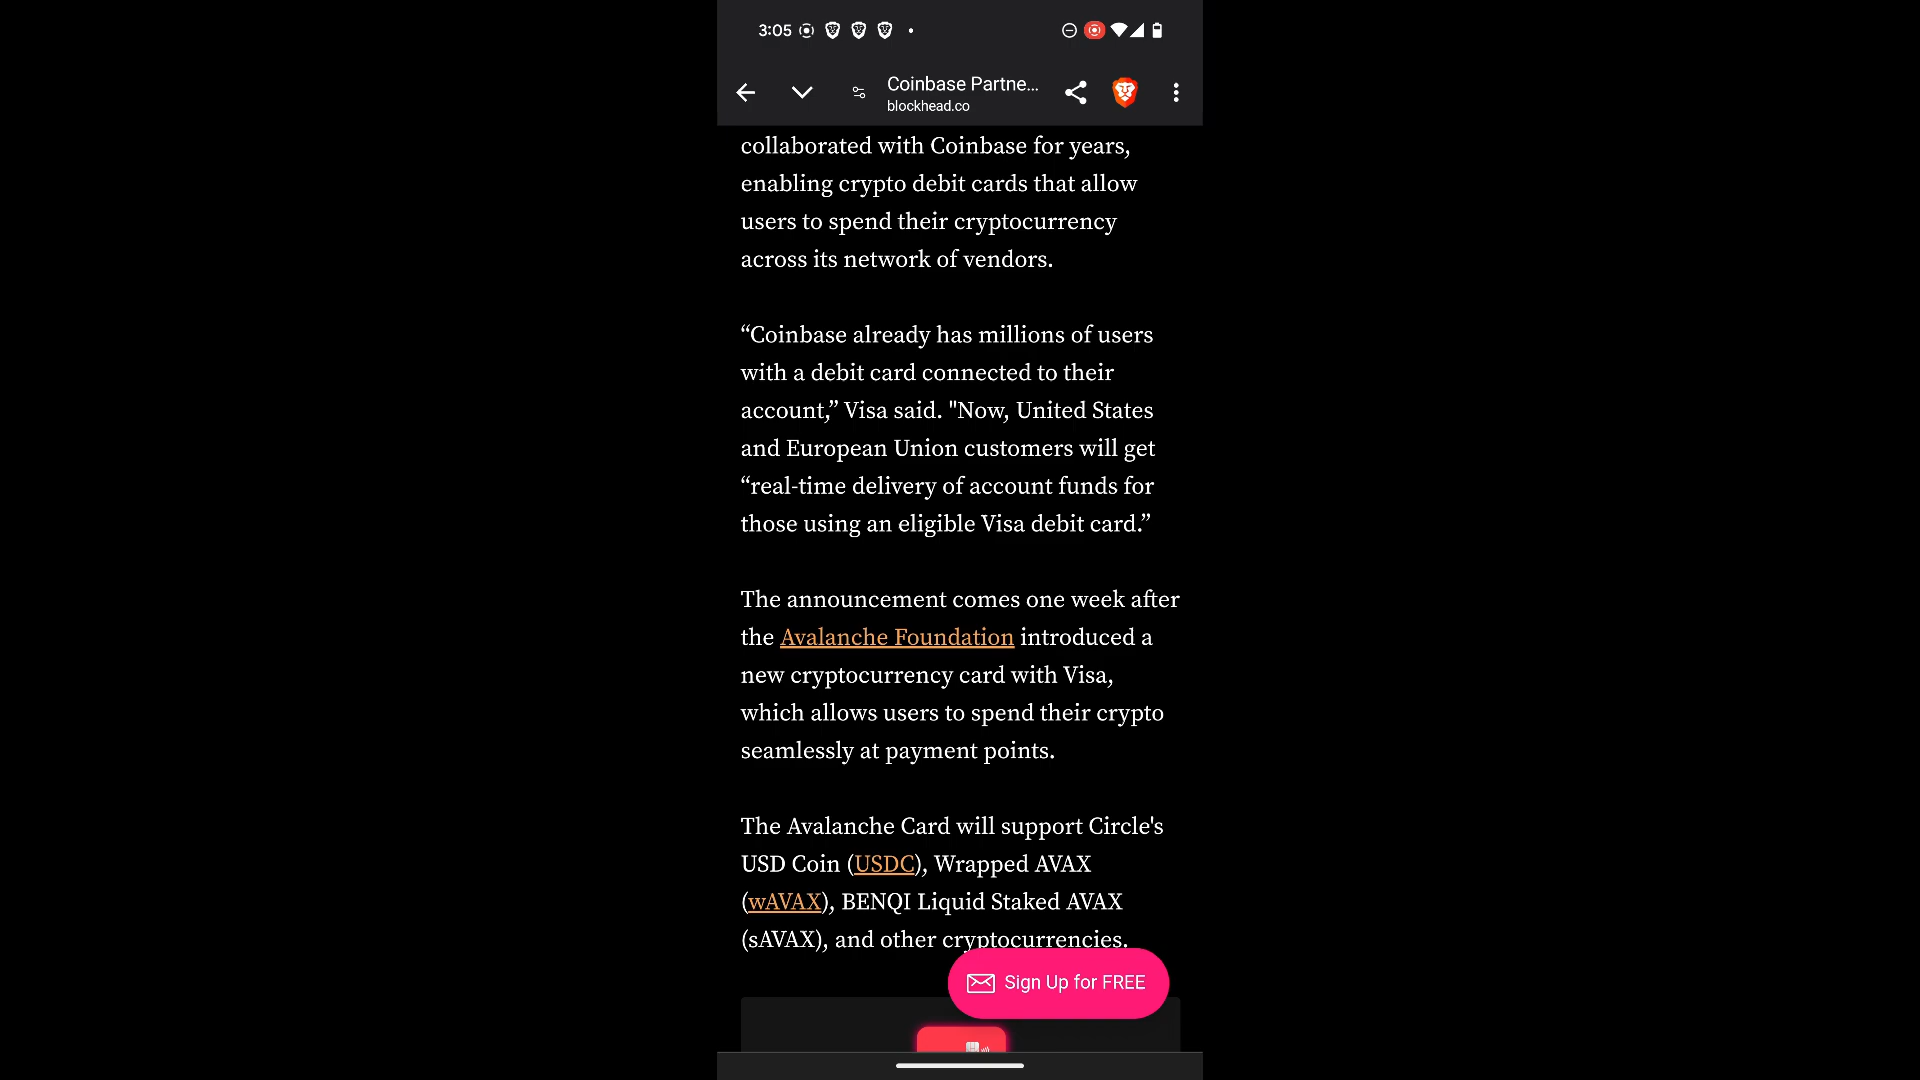 3:05
Coinbase Partne...
blockhead.co
collaborated with Coinbase for years,
enabling crypto debit cards that allow
users to spend their cryptocurrency
across its network of vendors.
“Coinbase already has millions of users
with a debit card connected to their
account,” Visa said. "Now, United States
and European Union customers will get
“real-time delivery of account funds for
those using an eligible Visa debit card.”
The announcement comes one week after
the Avalanche Foundation introduced a
new cryptocurrency card with Visa,
which allows users to spend their crypto
seamlessly at payment points.
The Avalanche Card will support Circle's
USD Coin (USDC), Wrapped AVAX
(wAVAX), BENQI Liquid Staked AVAX
(sAVAX), and other cryptocurrencies.
Sign Up for FREE